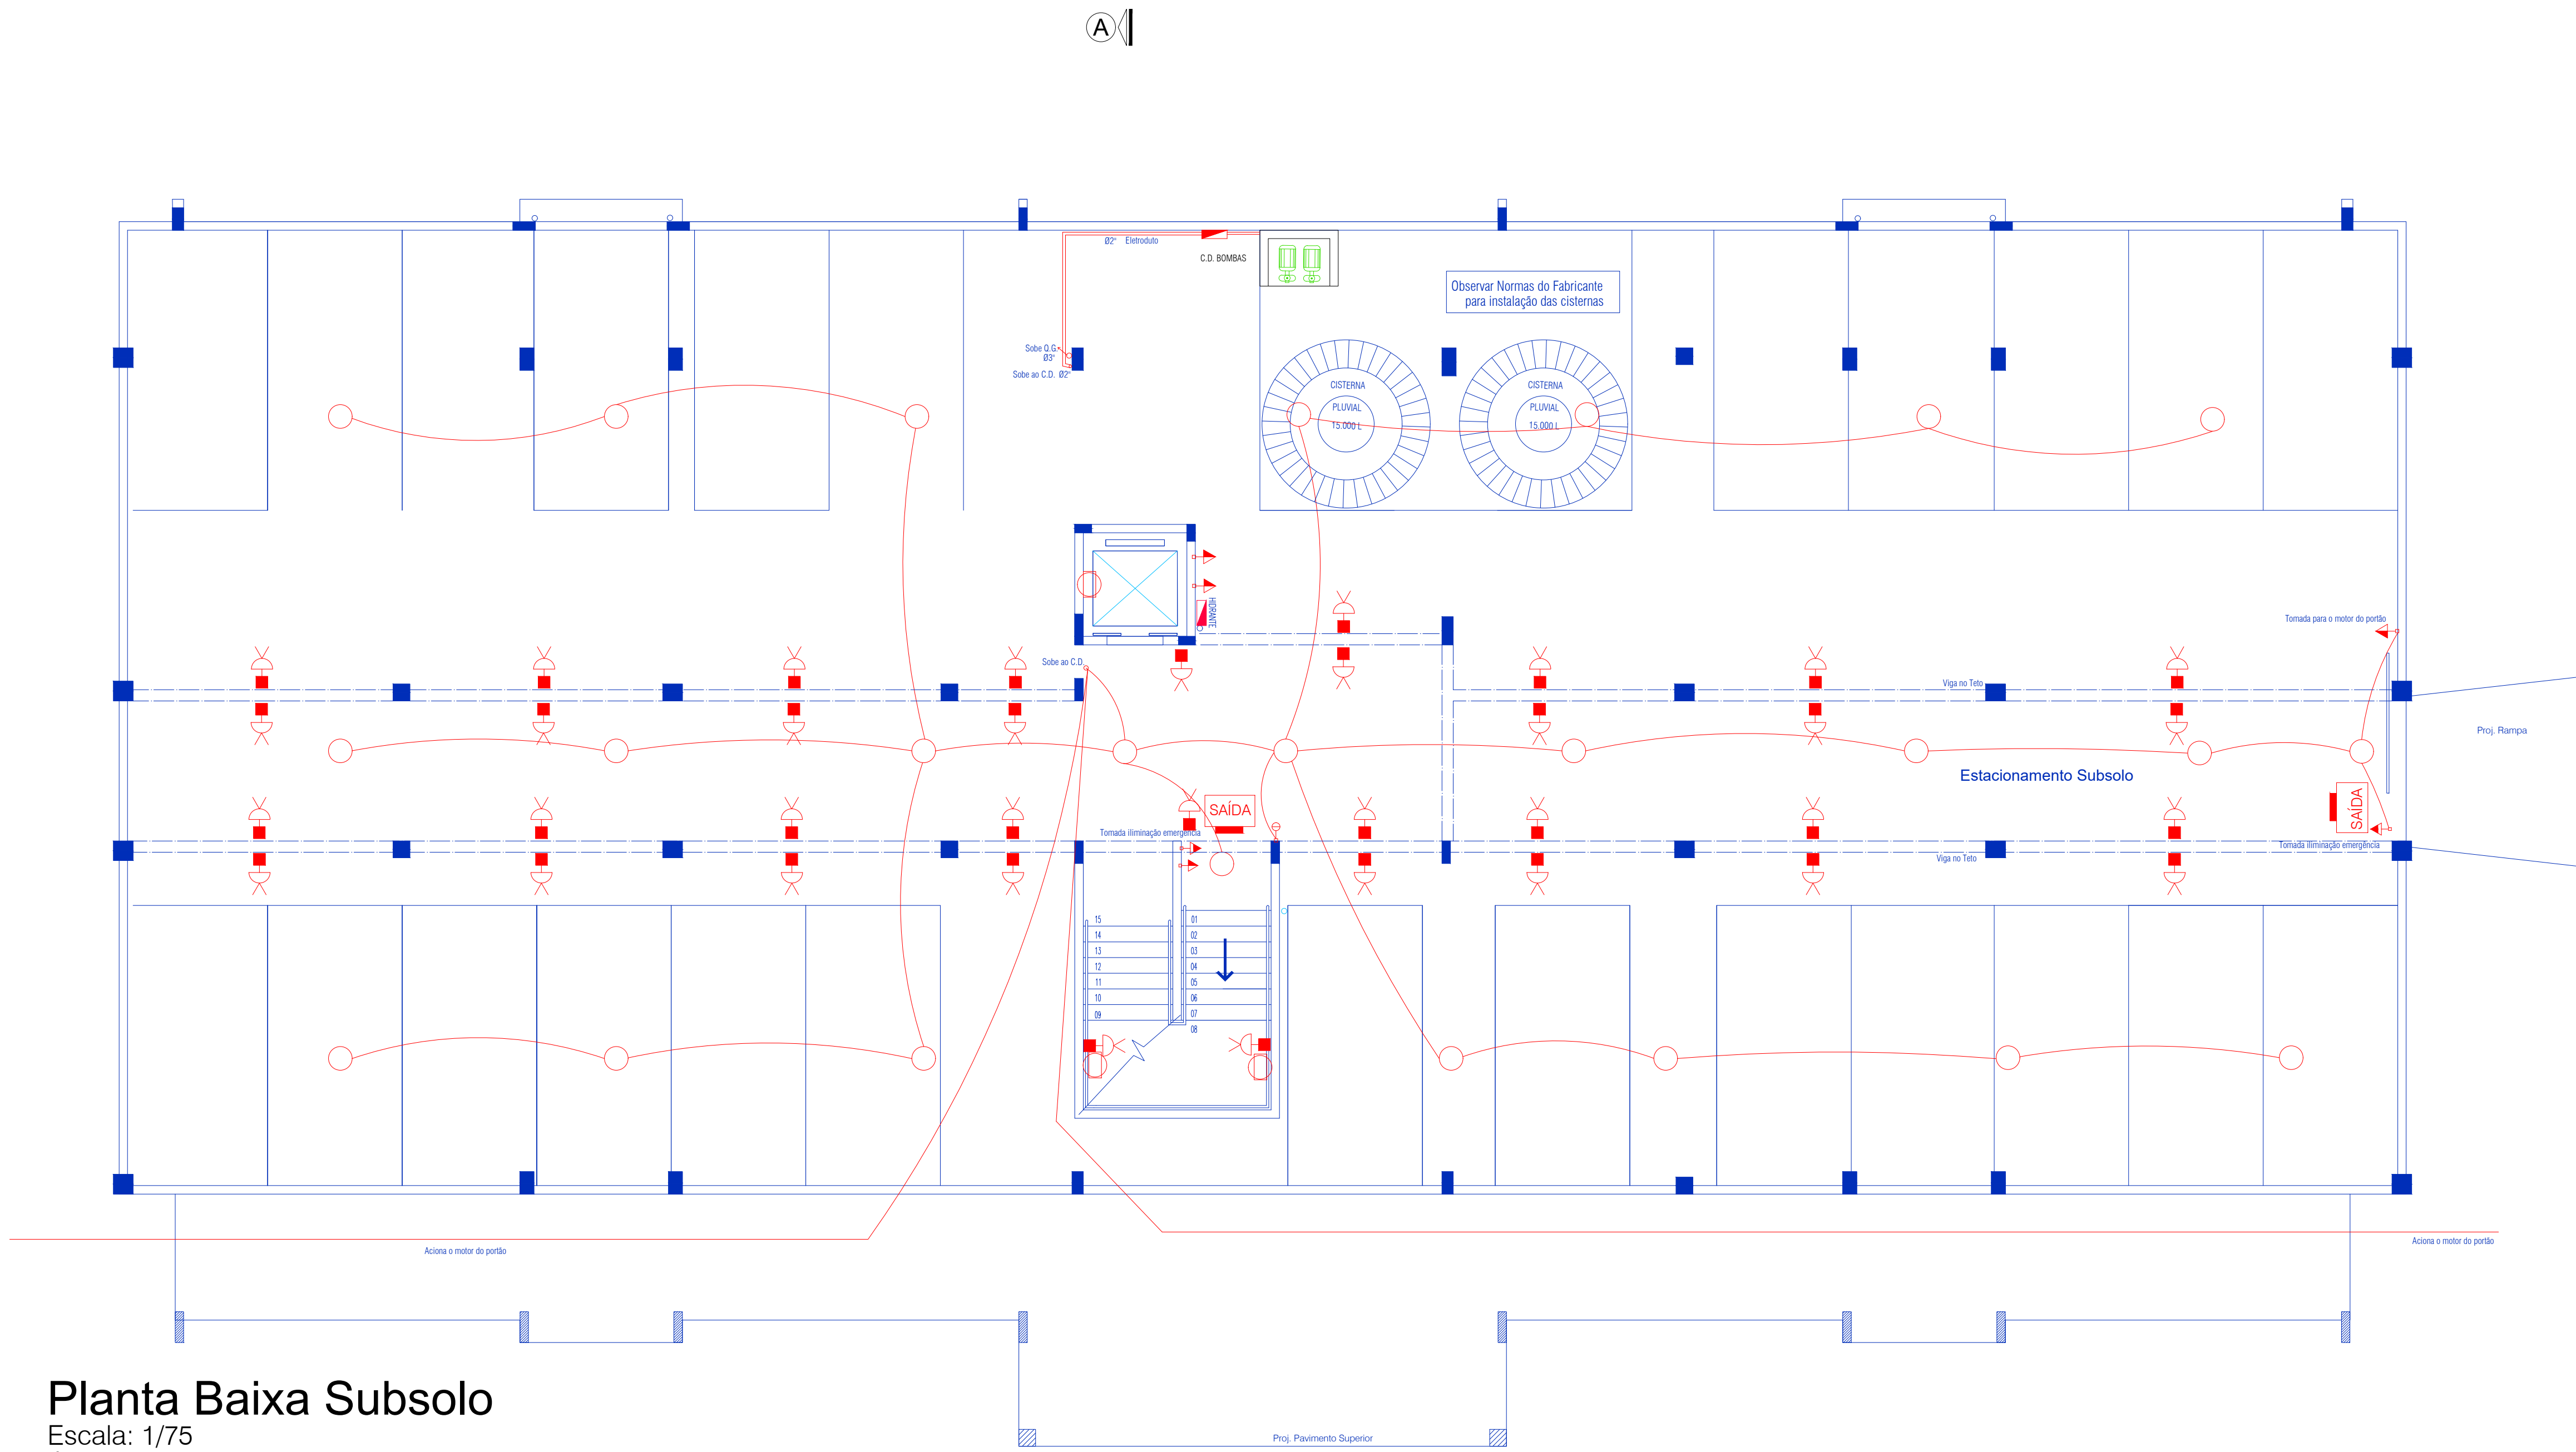 A
Ø2" Eletroduto
C.D. BOMBAS
Observar Normas do Fabricante
para instalação das cisternas
Sobe Q.G.
Ø3"
Sobe ao C.D. Ø2"
CISTERNA
PLUVIAL
15.000 L
CISTERNA
PLUVIAL
15.000 L
HIDRANTE
Tomada para o motor do portão
Sobe ao C.D.
Viga no Teto
Proj. Rampa
Estacionamento Subsolo
SAÍDA
SAÍDA
Tomada iliminação emergência
Tomada iliminação emergência
Viga no Teto
15
14
13
12
11
10
09
01
02
03
04
05
06
07
08
Aciona o motor do portão
Aciona o motor do portão
Planta Baixa Subsolo
Escala: 1/75
Proj. Pavimento Superior